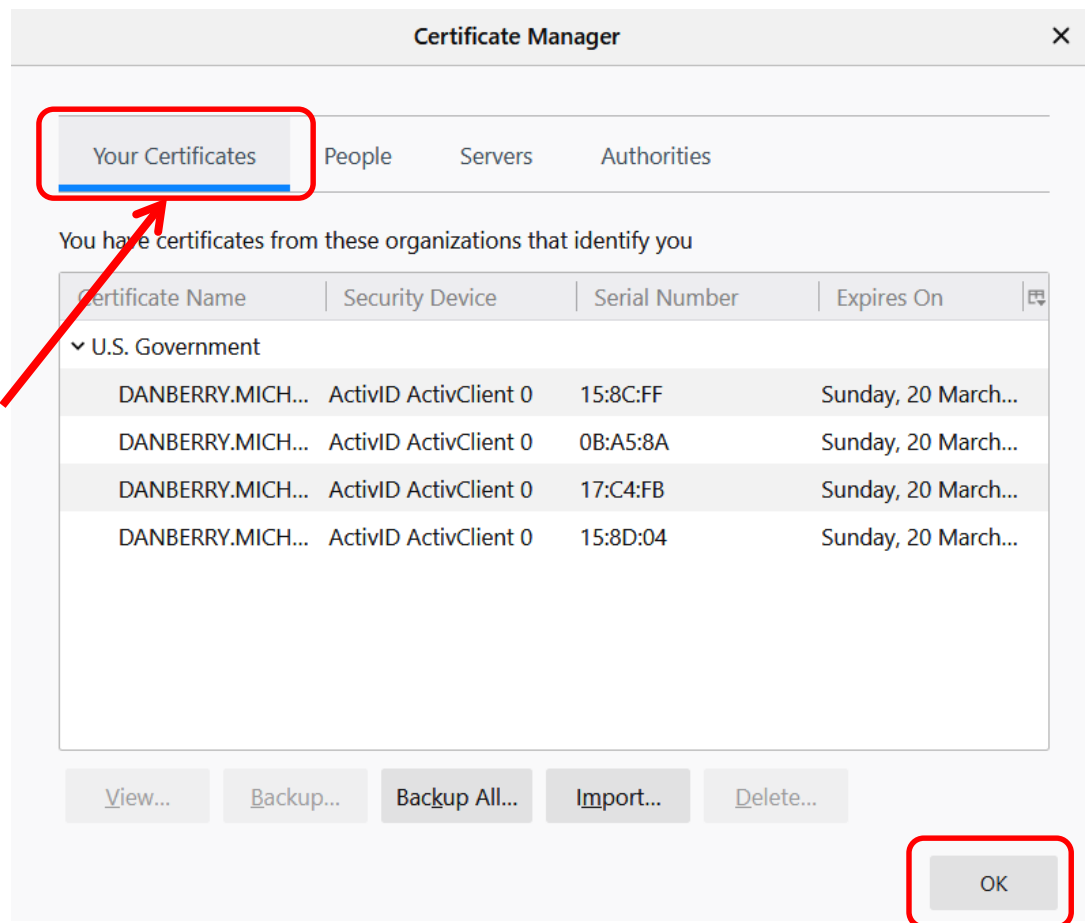 Certificate Manager
Your Certificates People Servers Authorities
You have certificates from these organizations that identify you
Certificate Name Security Device Serial Number Expires On
U.S. Government
DANBERRY.MICH... ActivID ActivClient 0 15:8C:FF Sunday, 20 March...
DANBERRY.MICH... ActivID ActivClient 0 0B:A5:8A Sunday, 20 March...
DANBERRY.MICH... ActivID ActivClient 0 17:C4:FB Sunday, 20 March...
DANBERRY.MICH... ActivID ActivClient 0 15:8D:04 Sunday, 20 March...
View... Backup... Backup All... Import... Delete...
OK